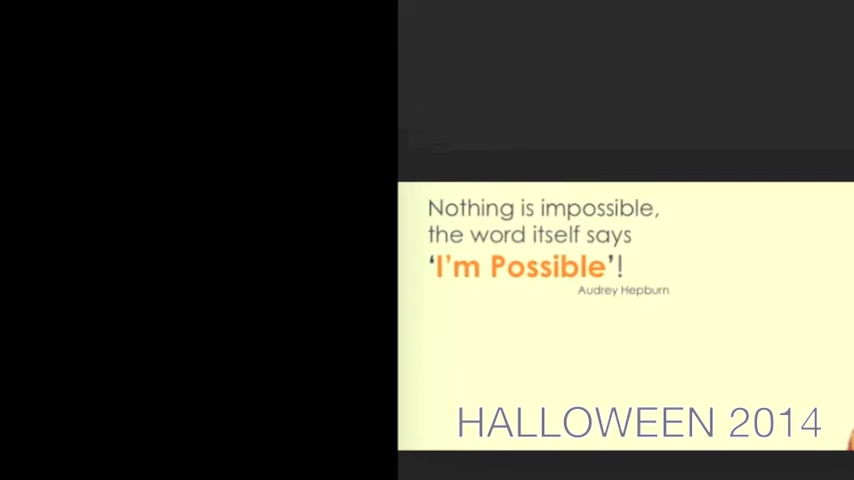 Nothing is impossible,
the word itself says
‘I’m Possible’!
Audrey Hepburn
HALLOWEEN 2014